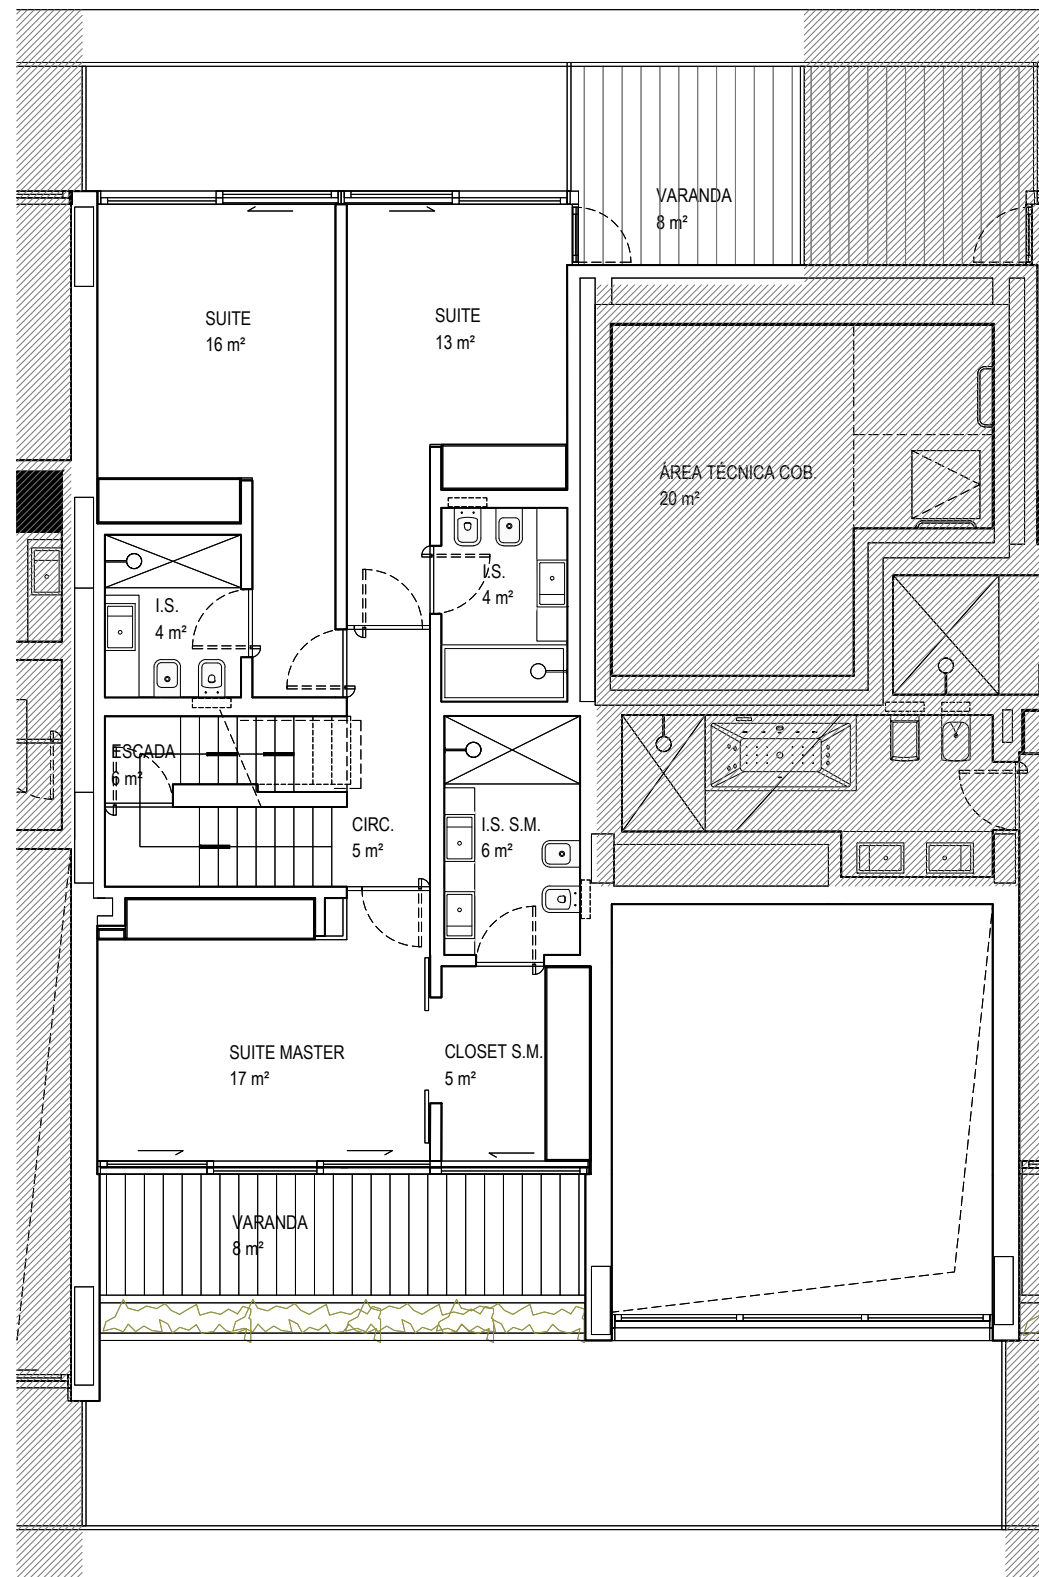 VARANDA
8 m²
SUITE
16 m²
SUITE
13 m²
ÁREA TÉCNICA COB.
20 m²
I.S.
4 m²
I.S.
4 m²
ESCADA
6 m²
CIRC.
5 m²
I.S. S.M.
6 m²
SUITE MASTER
17 m²
CLOSET S.M.
5 m²
VARANDA
8 m²